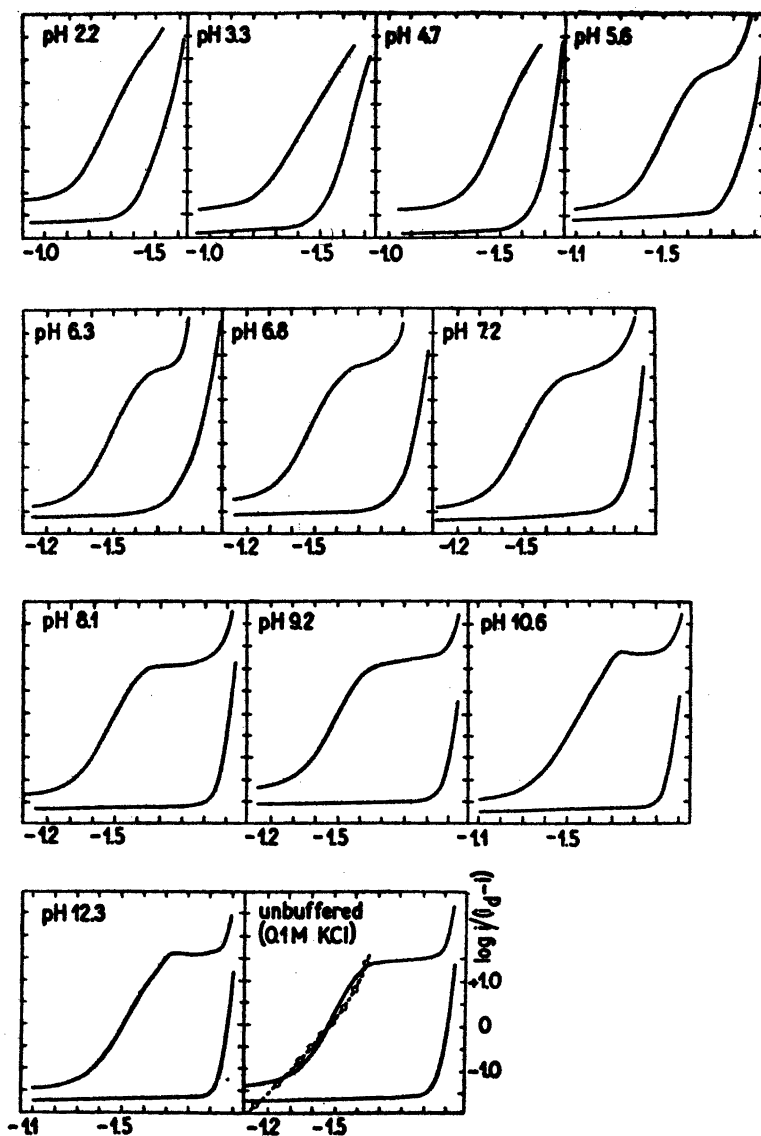 pH 2.2 pH 3.3 pH 4.7 pH 5.6
-1.0 -1.5 -1.0 -1.5 -1.0 -1.5 -1.1 -1.5
pH 6.3 pH 6.8 pH 7.2
-1.2 -1.5 -1.2 -1.5 -1.2 -1.5
pH 8.1 pH 9.2 pH 10.6
-1.2 -1.5 -1.2 -1.5 -1.1 -1.5
pH 12.3 unbuffered
(0.1 M KCl)
log i/(i_d-i)
+1.0
0
-1.0
-1.1 -1.5 -1.2 -1.5